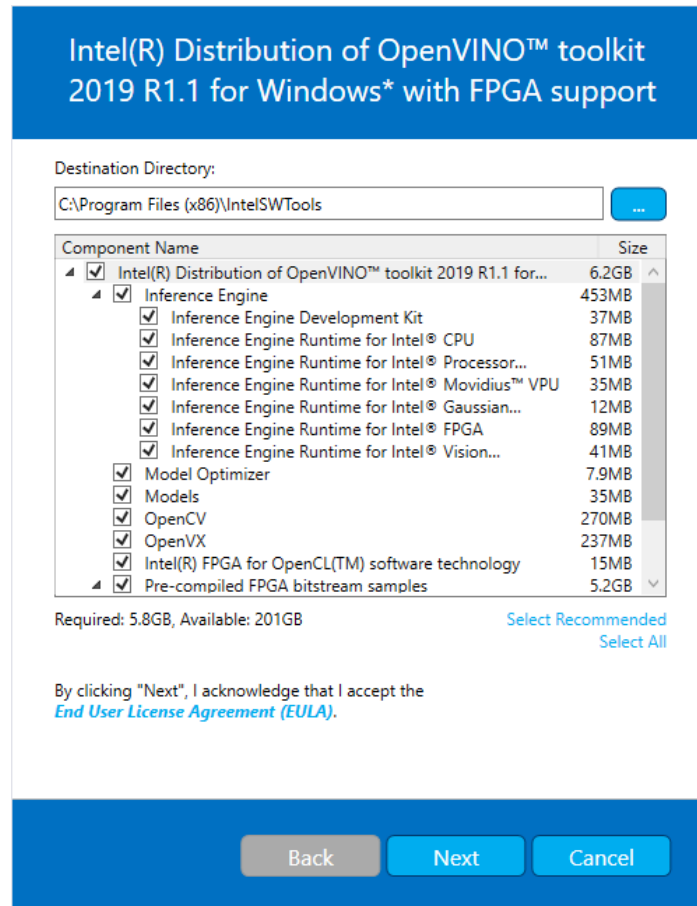 Intel(R) Distribution of OpenVINO™ toolkit
2019 R1.1 for Windows* with FPGA support
Destination Directory:
C:\Program Files (x86)\IntelSWTools
...
Component Name Size
Intel(R) Distribution of OpenVINO™ toolkit 2019 R1.1 for... 6.2GB
Inference Engine 453MB
Inference Engine Development Kit 37MB
Inference Engine Runtime for Intel® CPU 87MB
Inference Engine Runtime for Intel® Processor... 51MB
Inference Engine Runtime for Intel® Movidius™ VPU 35MB
Inference Engine Runtime for Intel® Gaussian... 12MB
Inference Engine Runtime for Intel® FPGA 89MB
Inference Engine Runtime for Intel® Vision... 41MB
Model Optimizer 7.9MB
Models 35MB
OpenCV 270MB
OpenVX 237MB
Intel(R) FPGA for OpenCL(TM) software technology 15MB
Pre-compiled FPGA bitstream samples 5.2GB
Required: 5.8GB, Available: 201GB Select Recommended
Select All
By clicking "Next", I acknowledge that I accept the
End User License Agreement (EULA).
Back Next Cancel